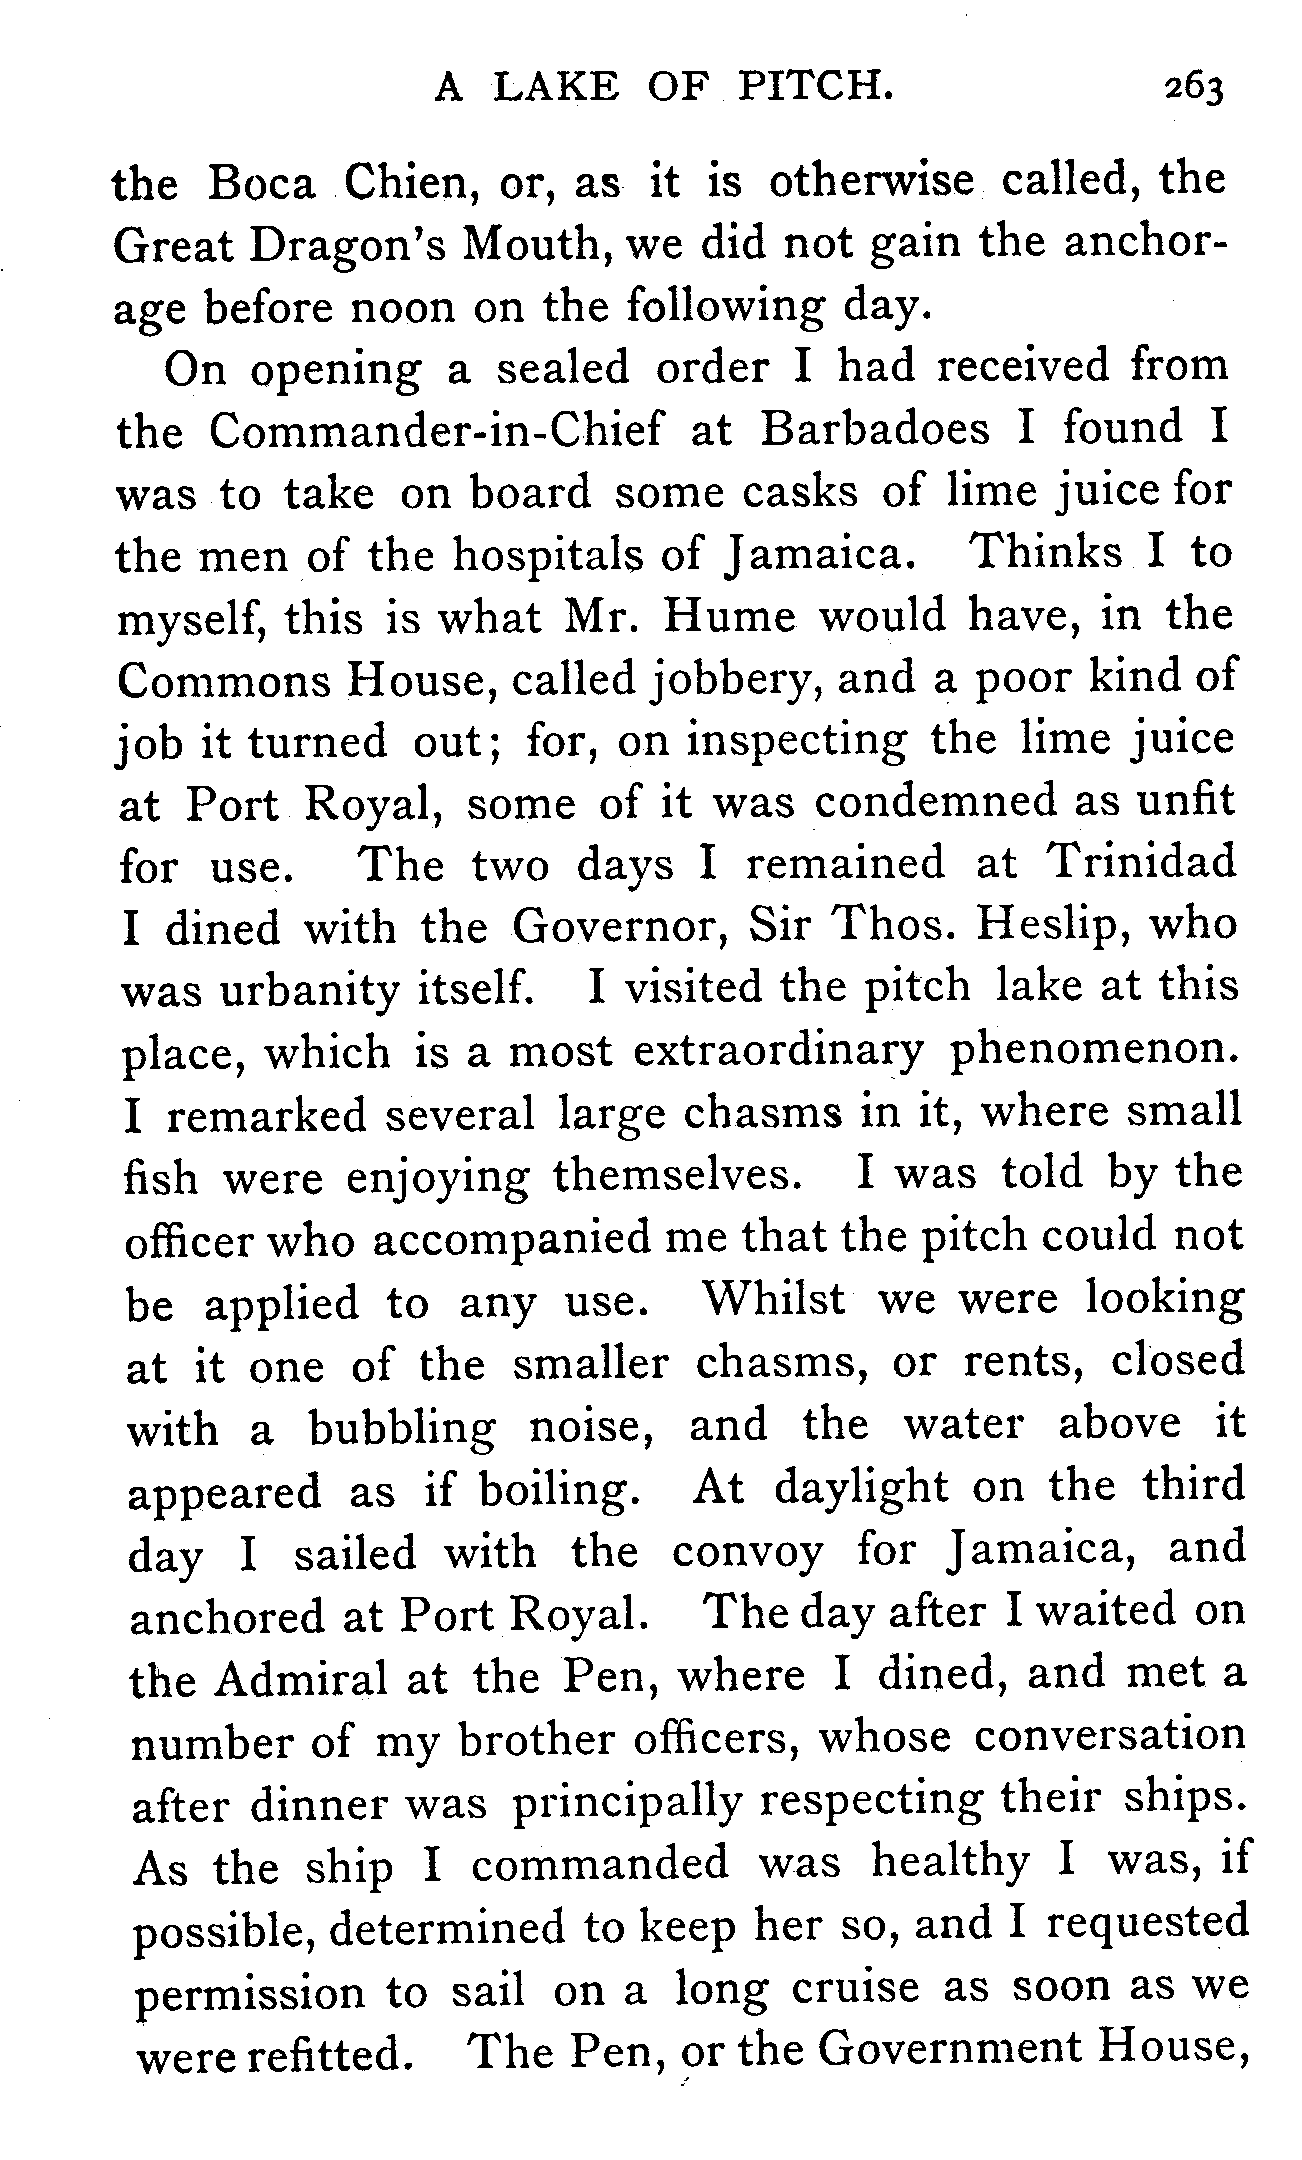 A LAKE OF PITCH. 263
the Boca Chien, or, as it is otherwise called, the
Great Dragon's Mouth, we did not gain the anchor-
age before noon on the following day.
On opening a sealed order I had received from
the Commander-in-Chief at Barbadoes I found I
was to take on board some casks of lime juice for
the men of the hospitals of Jamaica. Thinks I to
myself, this is what Mr. Hume would have, in the
Commons House, called jobbery, and a poor kind of
job it turned out; for, on inspecting the lime juice
at Port Royal, some of it was condemned as unfit
for use. The two days I remained at Trinidad
I dined with the Governor, Sir Thos. Heslip, who
was urbanity itself. I visited the pitch lake at this
place, which is a most extraordinary phenomenon.
I remarked several large chasms in it, where small
fish were enjoying themselves. I was told by the
officer who accompanied me that the pitch could not
be applied to any use. Whilst we were looking
at it one of the smaller chasms, or rents, closed
with a bubbling noise, and the water above it
appeared as if boiling. At daylight on the third
day I sailed with the convoy for Jamaica, and
anchored at Port Royal. The day after I waited on
the Admiral at the Pen, where I dined, and met a
number of my brother officers, whose conversation
after dinner was principally respecting their ships.
As the ship I commanded was healthy I was, if
possible, determined to keep her so, and I requested
permission to sail on a long cruise as soon as we
were refitted. The Pen, or the Government House,